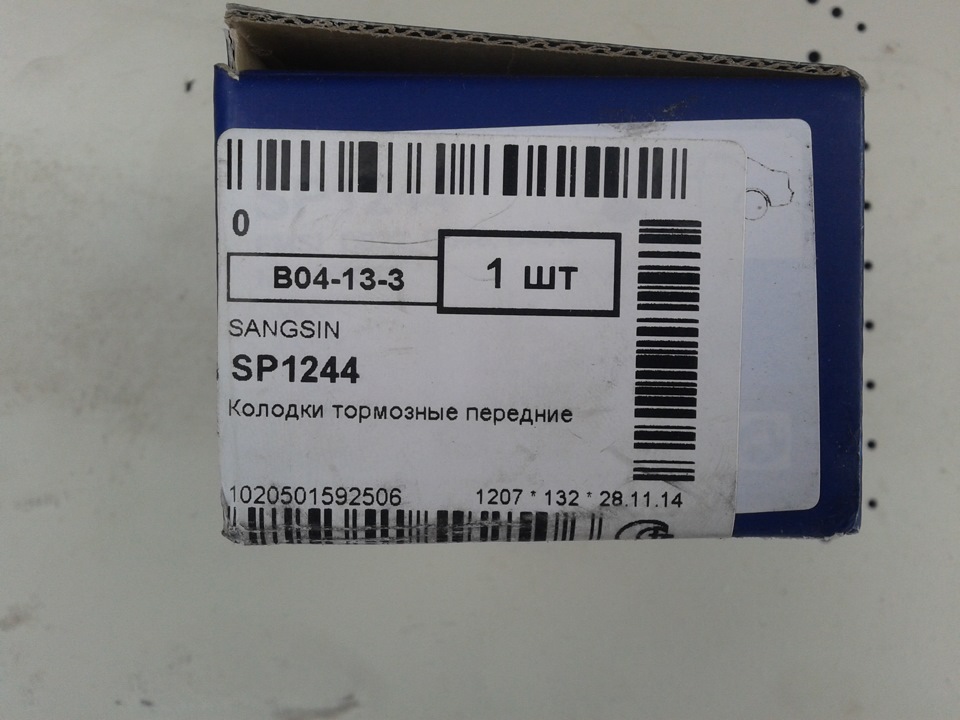 0
B04-13-3
1 шт
SANGSIN
SP1244
Колодки тормозные передние
1020501592506
1207 * 132 * 28.11.14